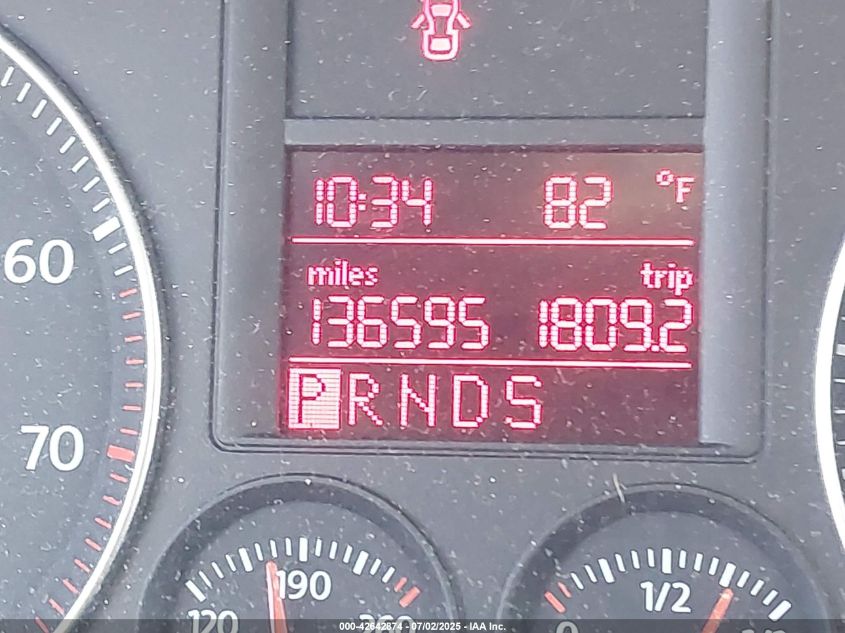 10:34 82 °F
miles trip
136595 1809.2
P R N D S
60
70
120 190
0 1/2
000-42642874 - 07/02/2025 - IAA Inc.